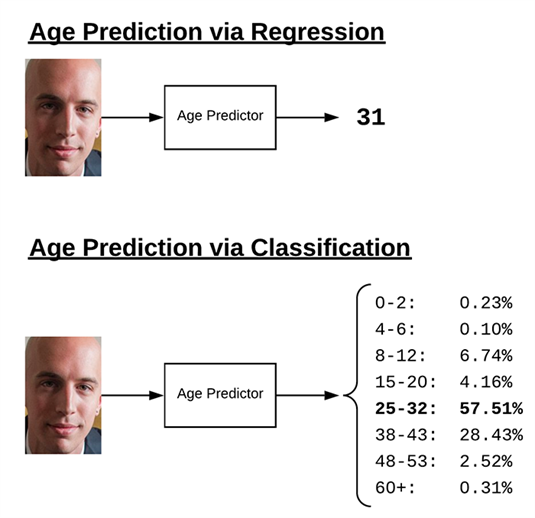 Age Prediction via Regression
Age Predictor
31
Age Prediction via Classification
Age Predictor
0-2: 0.23%
4-6: 0.10%
8-12: 6.74%
15-20: 4.16%
25-32: 57.51%
38-43: 28.43%
48-53: 2.52%
60+: 0.31%